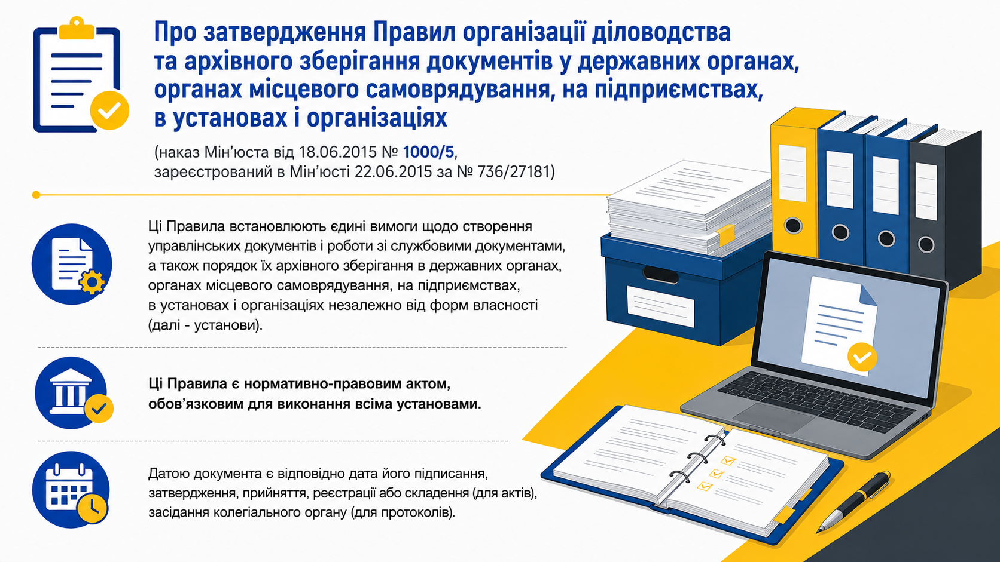 Про затвердження Правил організації діловодства
та архівного зберігання документів у державних органах,
органах місцевого самоврядування, на підприємствах,
в установах і організаціях
(наказ Мін’юста від 18.06.2015 № 1000/5,
зареєстрований в Мін’юсті 22.06.2015 за № 736/27181)
Ці Правила встановлюють єдині вимоги щодо створення
управлінських документів і роботи зі службовими документами,
а також порядок їх архівного зберігання в державних органах,
органах місцевого самоврядування, на підприємствах,
в установах і організаціях незалежно від форм власності
(далі - установи).
Ці Правила є нормативно-правовим актом,
обов’язковим для виконання всіма установами.
Датою документа є відповідно дата його підписання,
затвердження, прийняття, реєстрації або складення (для актів),
засідання колегіального органу (для протоколів).